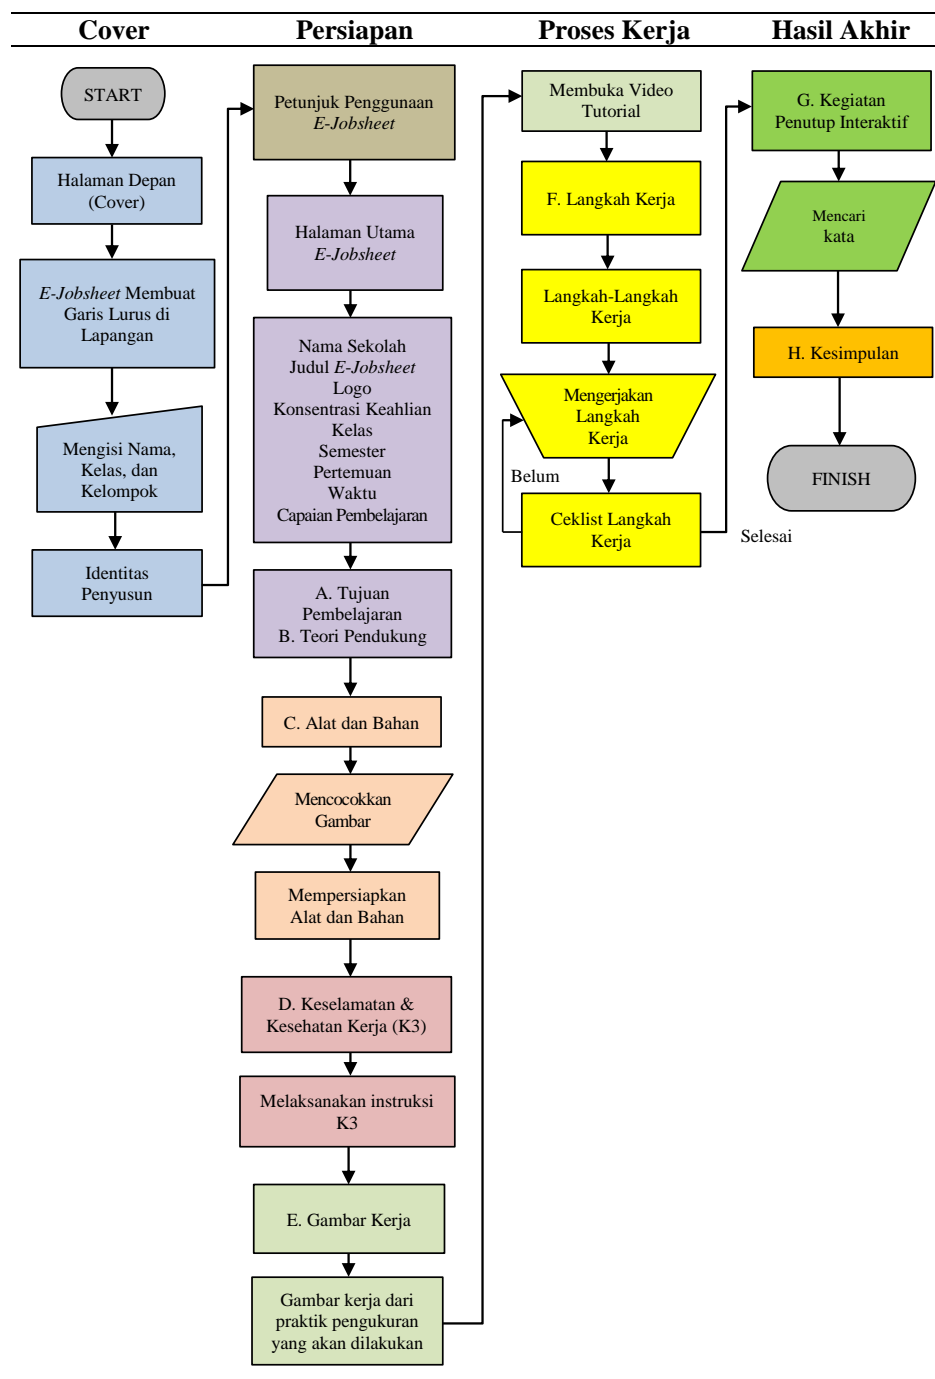 Cover Persiapan Proses Kerja Hasil Akhir
START
Halaman Depan
(Cover)
E-Jobsheet Membuat
Garis Lurus di
Lapangan
Mengisi Nama,
Kelas, dan
Kelompok
Identitas
Penyusun
Petunjuk Penggunaan
E-Jobsheet
Halaman Utama
E-Jobsheet
Nama Sekolah
Judul E-Jobsheet
Logo
Konsentrasi Keahlian
Kelas
Semester
Pertemuan
Waktu
Capaian Pembelajaran
A. Tujuan
Pembelajaran
B. Teori Pendukung
C. Alat dan Bahan
Mencocokkan
Gambar
Mempersiapkan
Alat dan Bahan
D. Keselamatan &
Kesehatan Kerja (K3)
Melaksanakan instruksi
K3
E. Gambar Kerja
Gambar kerja dari
praktik pengukuran
yang akan dilakukan
Membuka Video
Tutorial
F. Langkah Kerja
Langkah-Langkah
Kerja
Mengerjakan
Langkah
Kerja
Belum
Ceklist Langkah
Kerja
Selesai
G. Kegiatan
Penutup Interaktif
Mencari
kata
H. Kesimpulan
FINISH